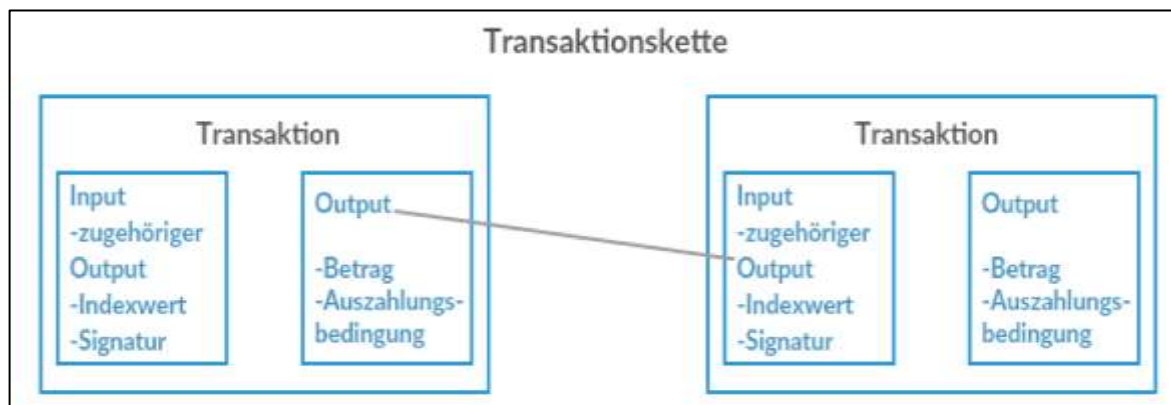 Transaktionskette
Transaktion
Input
-zugehöriger
Output
-Indexwert
-Signatur
Output
-Betrag
-Auszahlungs-
bedingung
Transaktion
Input
-zugehöriger
Output
-Indexwert
-Signatur
Output
-Betrag
-Auszahlungs-
bedingung